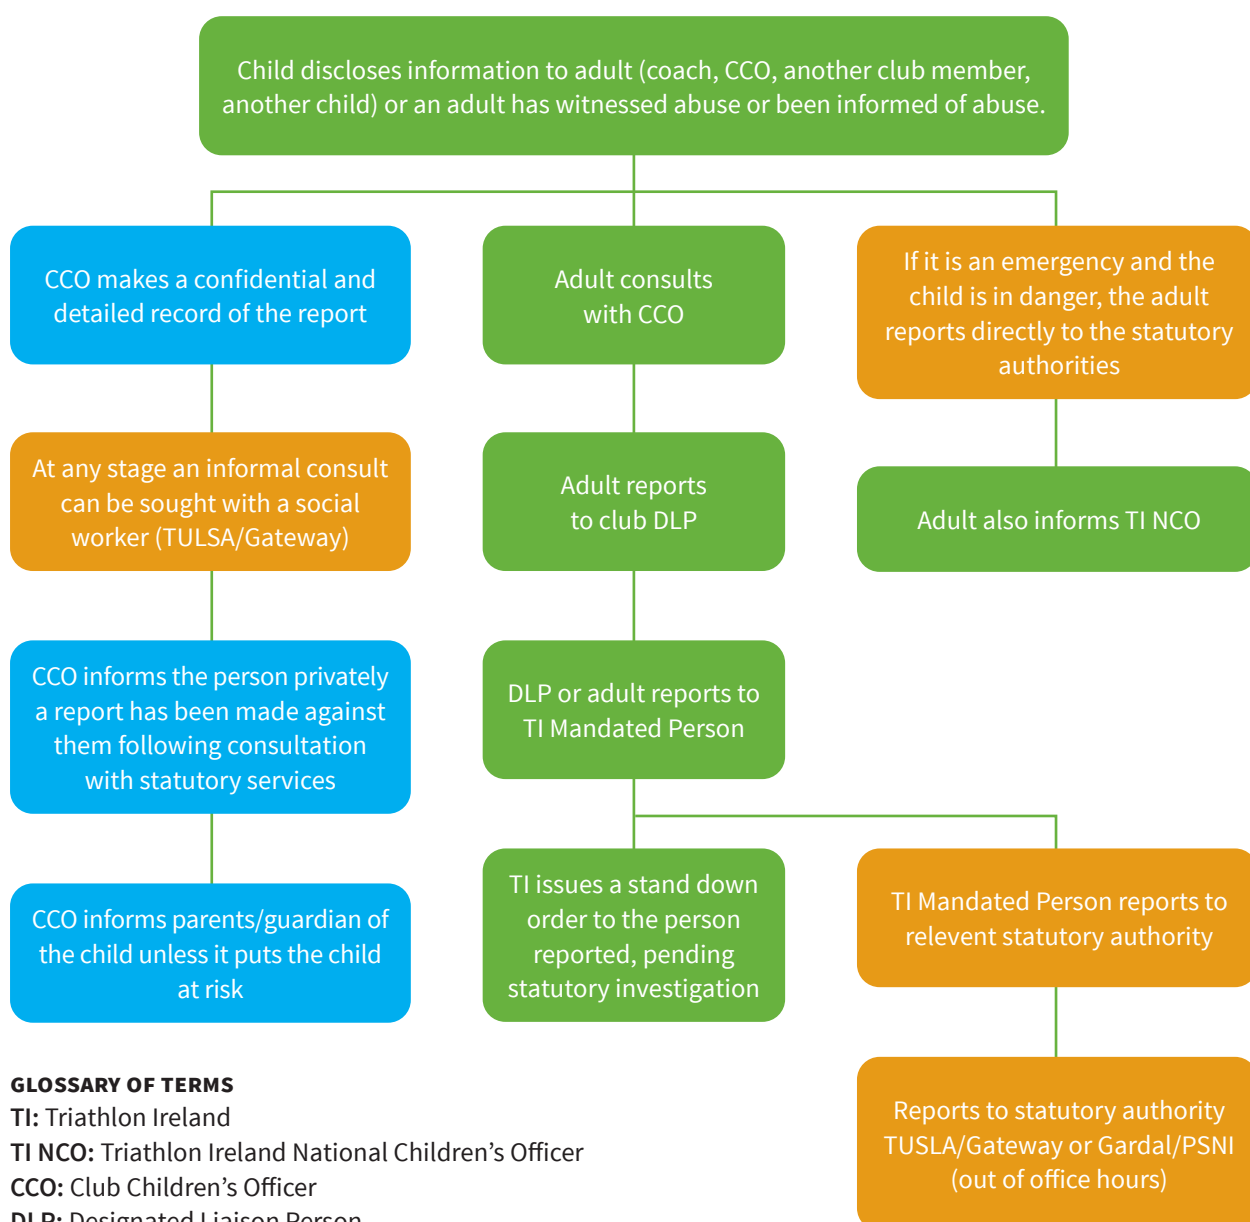 Child discloses information to adult (coach, CCO, another club member,
another child) or an adult has witnessed abuse or been informed of abuse.
CCO makes a confidential and
detailed record of the report
At any stage an informal consult
can be sought with a social
worker (TULSA/Gateway)
CCO informs the person privately
a report has been made against
them following consultation
with statutory services
CCO informs parents/guardian of
the child unless it puts the child
at risk
Adult consults
with CCO
Adult reports
to club DLP
DLP or adult reports to
TI Mandated Person
TI issues a stand down
order to the person
reported, pending
statutory investigation
If it is an emergency and the
child is in danger, the adult
reports directly to the statutory
authorities
Adult also informs TI NCO
TI Mandated Person reports to
relevent statutory authority
Reports to statutory authority
TUSLA/Gateway or Gardal/PSNI
(out of office hours)
GLOSSARY OF TERMS
TI: Triathlon Ireland
TI NCO: Triathlon Ireland National Children's Officer
CCO: Club Children's Officer
DLP: Designated Liaison Person